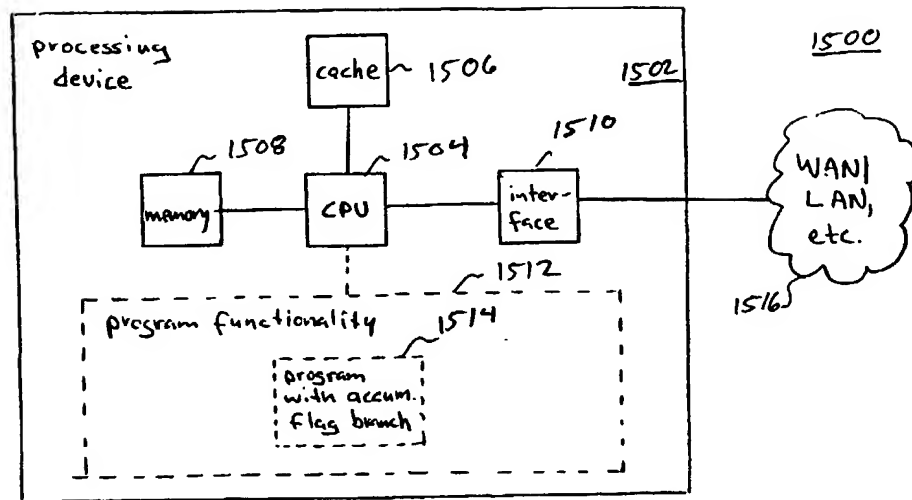 processing
device
cache
1506
1502
1500
1508
1504
1510
memory
CPU
inter-
face
WAN/
LAN,
etc.
1516
1512
program functionality
1514
program
with accum.
flag branch